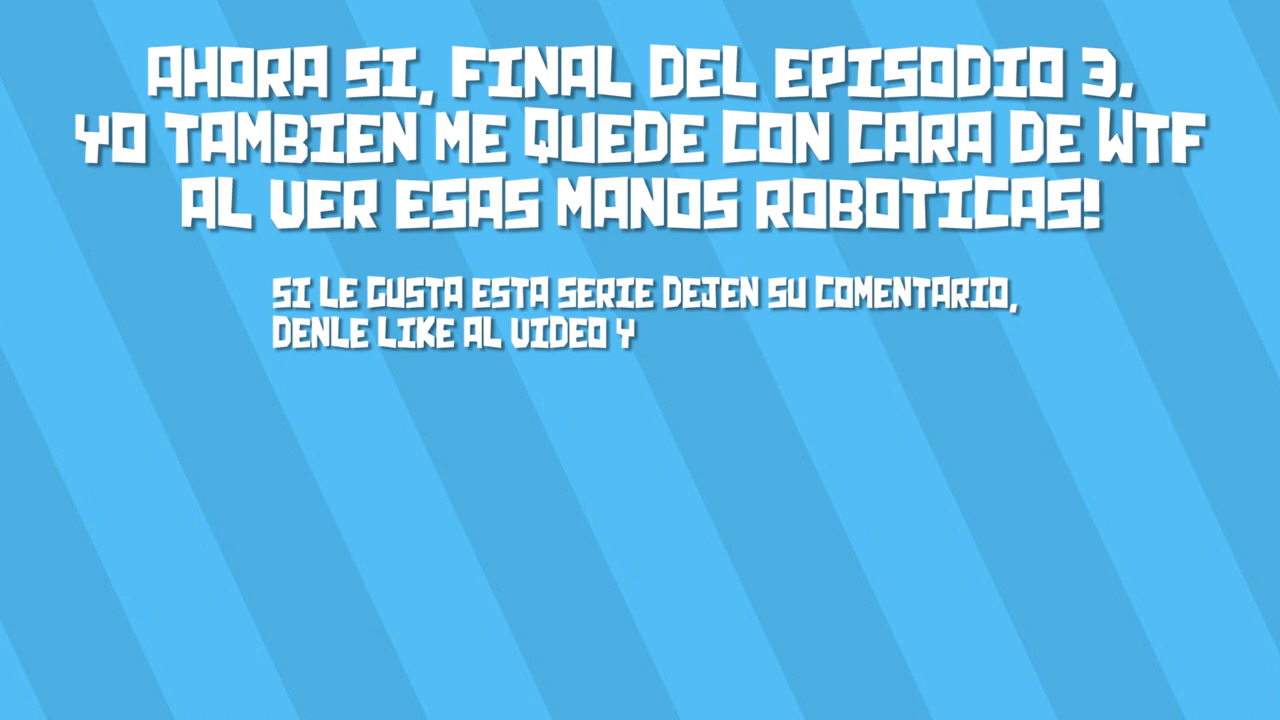 AHORA SI, FINAL DEL EPISODIO 3.
YO TAMBIEN ME QUEDE CON CARA DE WTF
AL VER ESAS MANOS ROBOTICAS!
SI LE GUSTA ESTA SERIE DEJEN SU COMENTARIO,
DENLE LIKE AL VIDEO Y